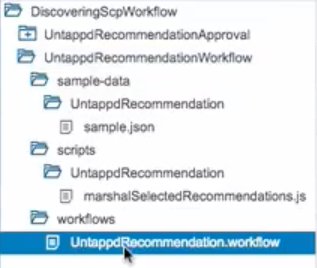 DiscoveringScpWorkflow
UntappdRecommendationApproval
UntappdRecommendationWorkflow
sample-data
UntappdRecommendation
sample.json
scripts
UntappdRecommendation
marshalSelectedRecommendations.js
workflows
UntappdRecommendation.workflow